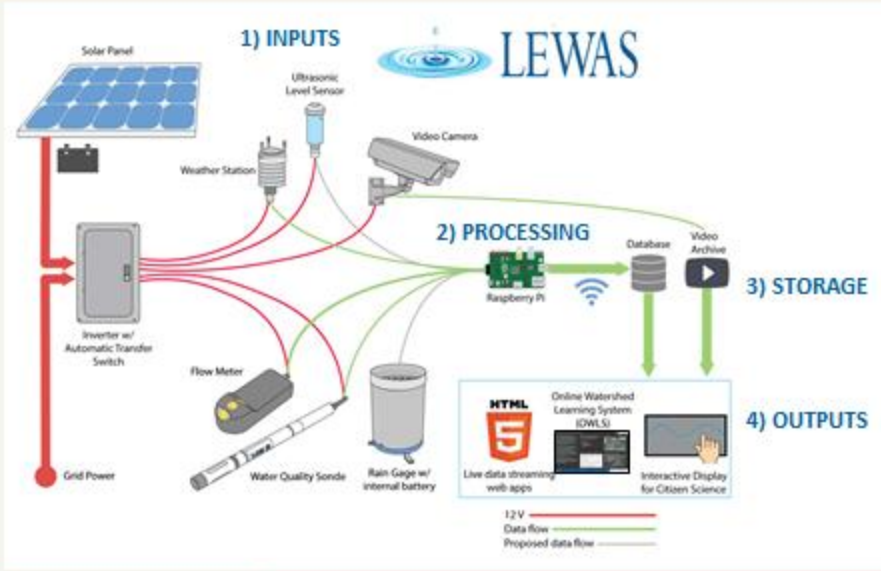 1) INPUTS
LEWAS
Solar Panel
Ultrasonic
Level Sensor
Video Camera
Weather Station
2) PROCESSING
Database
Video
Archive
3) STORAGE
Raspberry Pi
Inverter w/
Automatic Transfer
Switch
Flow Meter
Grid Power
Water Quality Sonde
Rain Gage w/
internal battery
HTML
5
Live data streaming
web apps
Online Watershed
Learning System
(OWLS)
Interactive Display
for Citizen Science
4) OUTPUTS
12 V
Data flow
Proposed data flow